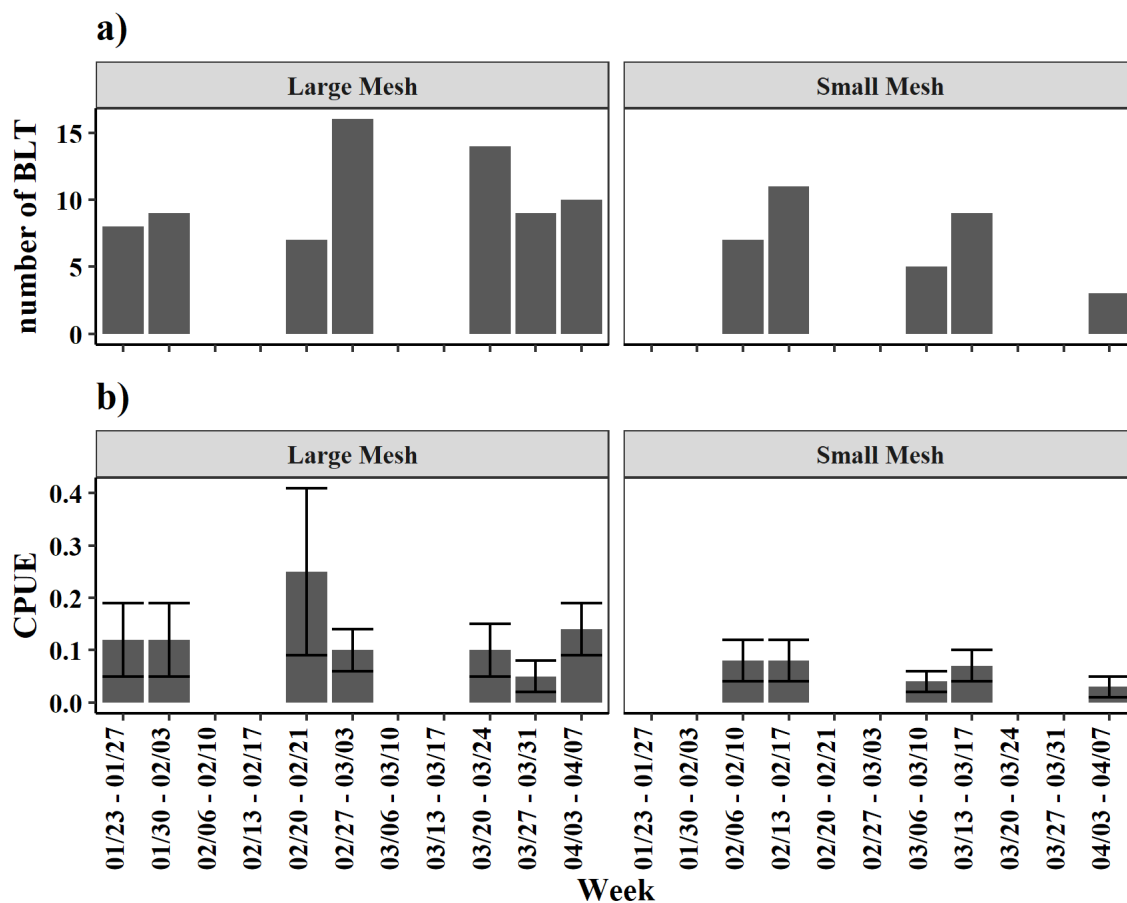 a)
Large Mesh
Small Mesh
number of BLT
15
10
5
0
b)
Large Mesh
Small Mesh
CPUE
0.4
0.3
0.2
0.1
0.0
01/23 - 01/27
01/30 - 02/03
02/06 - 02/10
02/13 - 02/17
02/20 - 02/21
02/27 - 03/03
03/06 - 03/10
03/13 - 03/17
03/20 - 03/24
03/27 - 03/31
04/03 - 04/07
01/23 - 01/27
01/30 - 02/03
02/06 - 02/10
02/13 - 02/17
02/20 - 02/21
02/27 - 03/03
03/06 - 03/10
03/13 - 03/17
03/20 - 03/24
03/27 - 03/31
04/03 - 04/07
Week